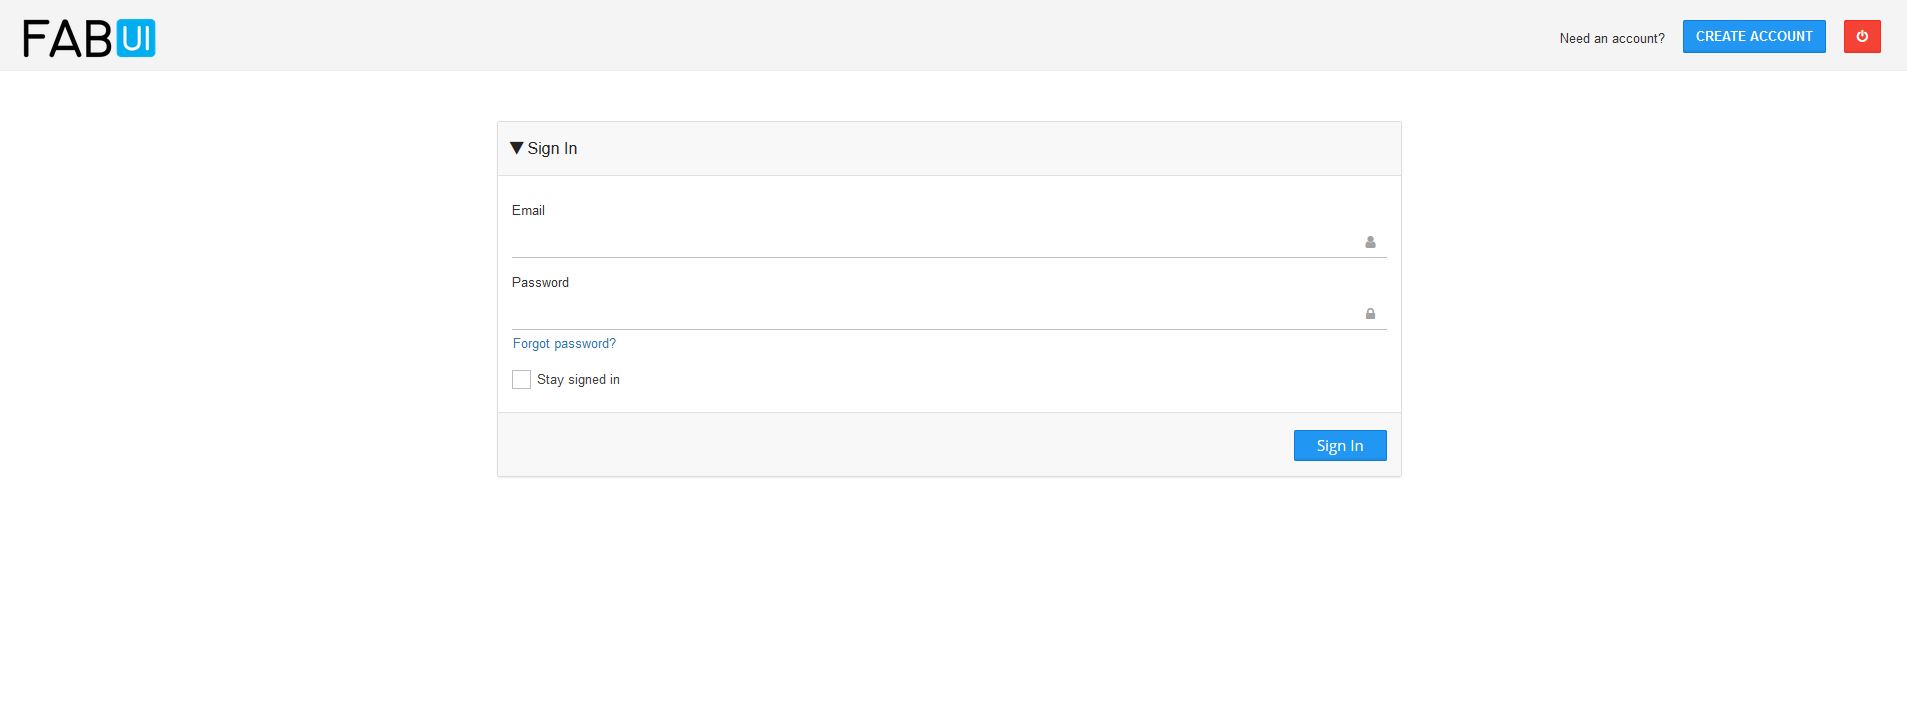 FABUI
Need an account?
CREATE ACCOUNT
Sign In
Email
Password
Forgot password?
Stay signed in
Sign In